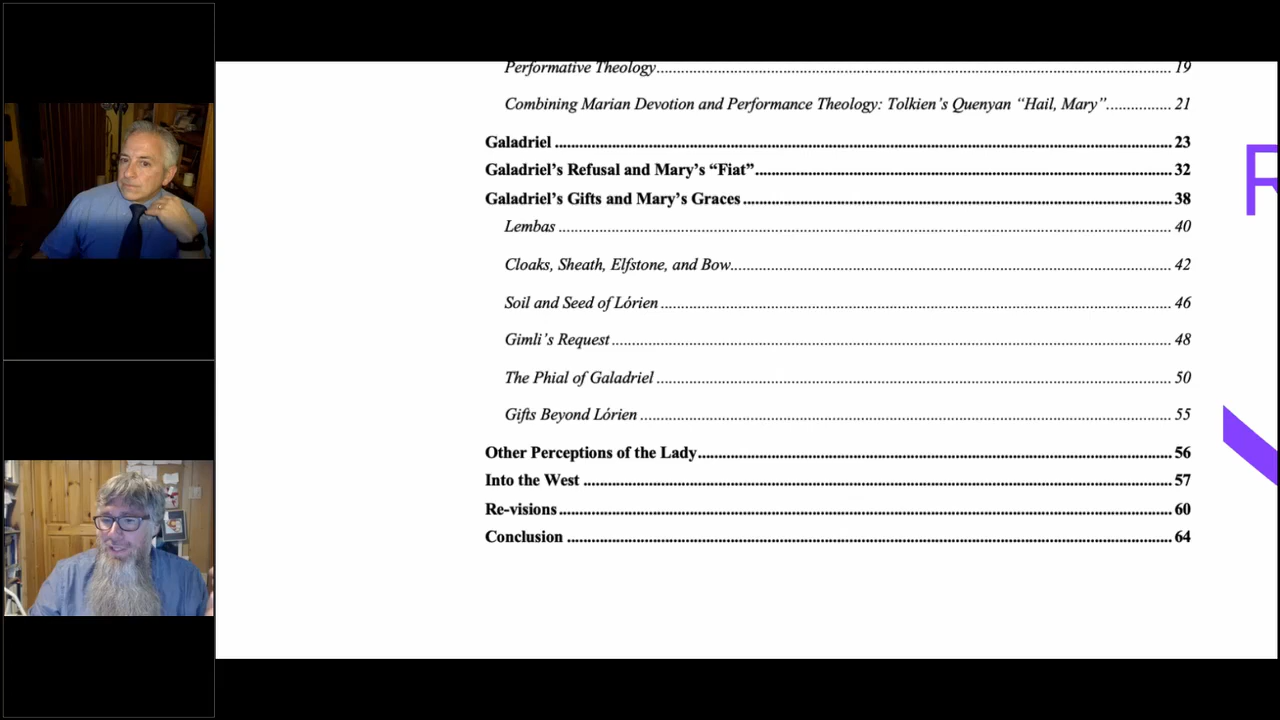 Performative Theology 19
Combining Marian Devotion and Performance Theology: Tolkien’s Quenyan “Hail, Mary” 21
Galadriel 23
Galadriel’s Refusal and Mary’s “Fiat” 32
Galadriel’s Gifts and Mary’s Graces 38
Lembas 40
Cloaks, Sheath, Elfstone, and Bow 42
Soil and Seed of Lórien 46
Gimli’s Request 48
The Phial of Galadriel 50
Gifts Beyond Lórien 55
Other Perceptions of the Lady 56
Into the West 57
Re-visions 60
Conclusion 64